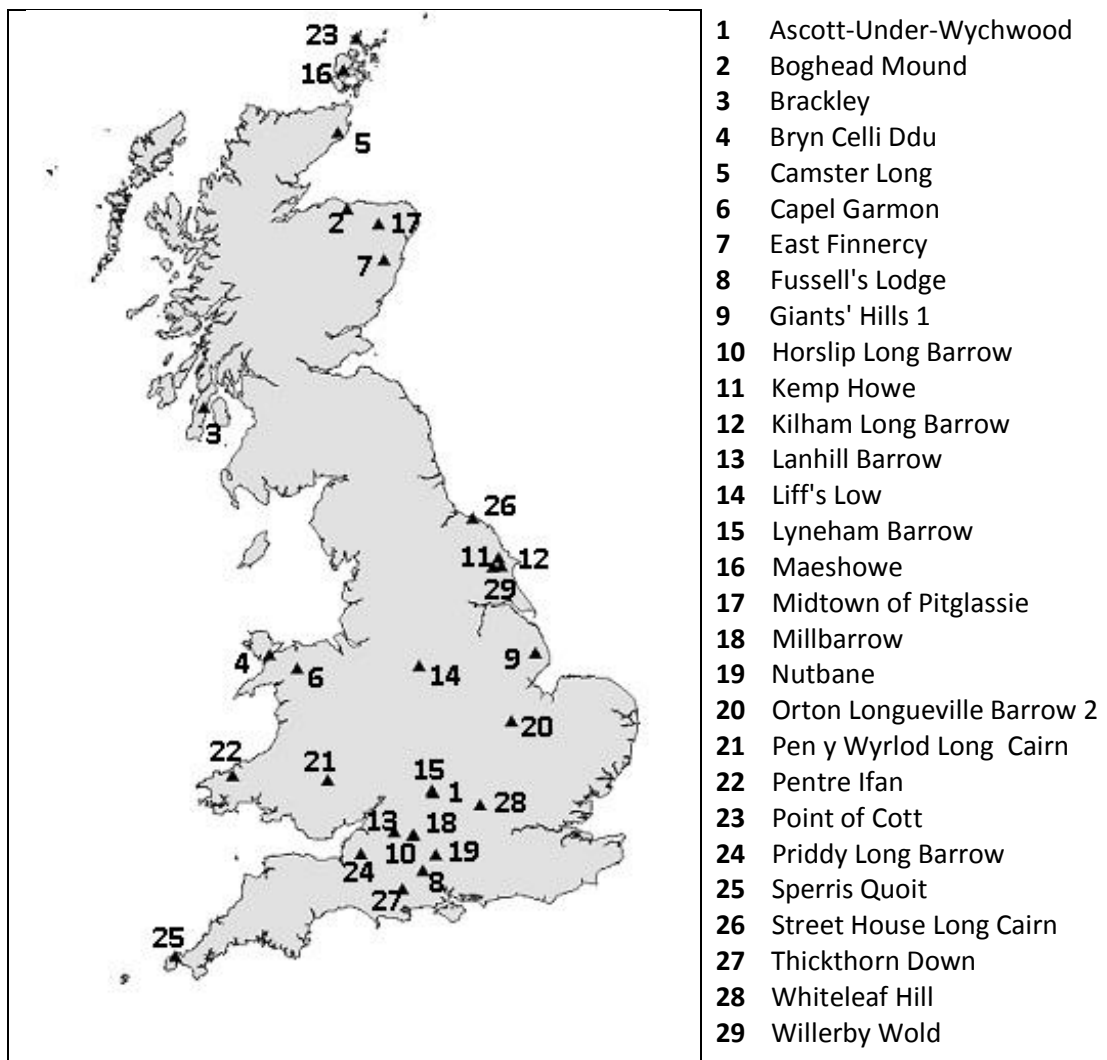 23
16
5
2
17
7
3
26
11
12
29
4
6
14
9
20
22
21
15
1
28
13
18
10
19
24
8
27
25
1 Ascott-Under-Wychwood
2 Boghead Mound
3 Brackley
4 Bryn Celli Ddu
5 Camster Long
6 Capel Garmon
7 East Finnercy
8 Fussell's Lodge
9 Giants' Hills 1
10 Horslip Long Barrow
11 Kemp Howe
12 Kilham Long Barrow
13 Lanhill Barrow
14 Liff's Low
15 Lyneham Barrow
16 Maeshowe
17 Midtown of Pitglassie
18 Millbarrow
19 Nutbane
20 Orton Longueville Barrow 2
21 Pen y Wyrlod Long Cairn
22 Pentre Ifan
23 Point of Cott
24 Priddy Long Barrow
25 Sperris Quoit
26 Street House Long Cairn
27 Thickthorn Down
28 Whiteleaf Hill
29 Willerby Wold